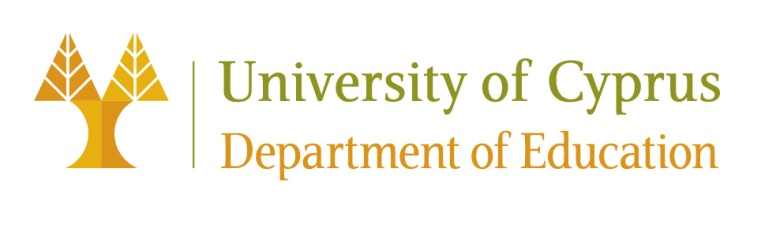 University of Cyprus
Department of Education